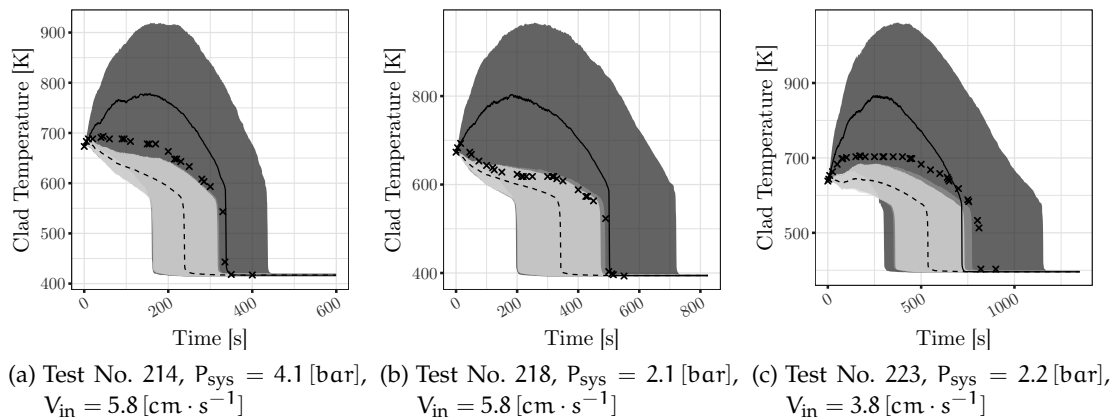 900
800
700
600
500
400
0
200
400
600
Clad Temperature [K]
Time [s]
800
600
400
0
200
400
600
800
Clad Temperature [K]
Time [s]
900
700
500
0
500
1000
Clad Temperature [K]
Time [s]
(a) Test No. 214, P_sys = 4.1 [bar],
V_in = 5.8 [cm · s⁻¹]
(b) Test No. 218, P_sys = 2.1 [bar],
V_in = 5.8 [cm · s⁻¹]
(c) Test No. 223, P_sys = 2.2 [bar],
V_in = 3.8 [cm · s⁻¹]